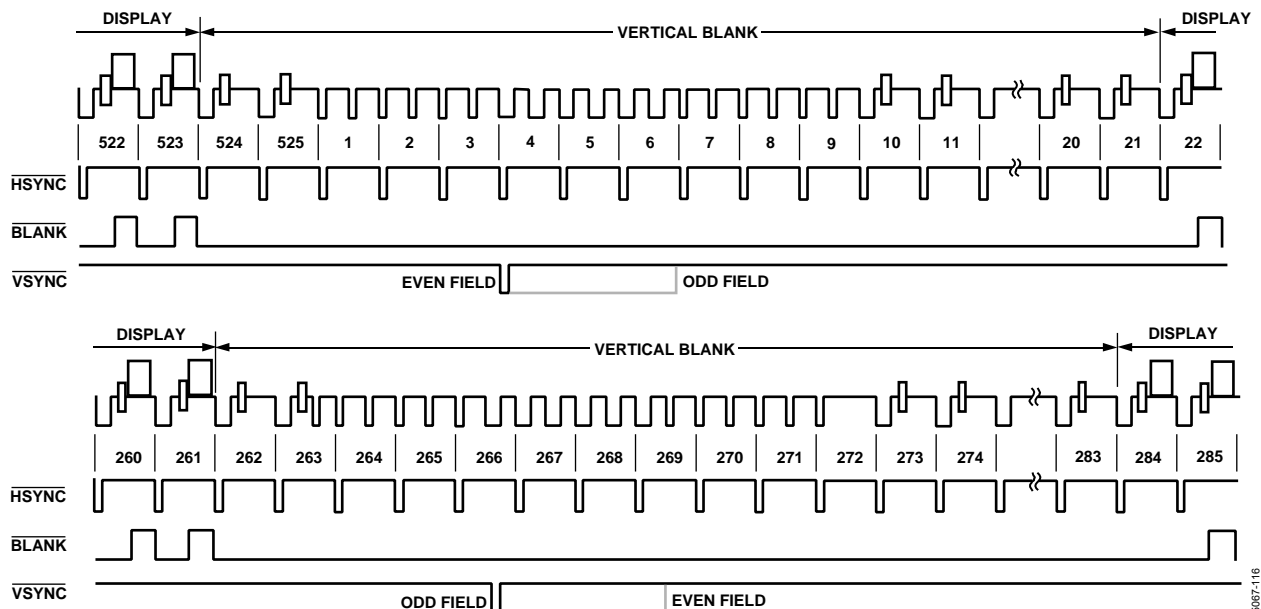 DISPLAY VERTICAL BLANK DISPLAY
522 523 524 525 1 2 3 4 5 6 7 8 9 10 11 20 21 22
HSYNC
BLANK
VSYNC EVEN FIELD ODD FIELD
DISPLAY VERTICAL BLANK DISPLAY
260 261 262 263 264 265 266 267 268 269 270 271 272 273 274 283 284 285
HSYNC
BLANK
VSYNC ODD FIELD EVEN FIELD